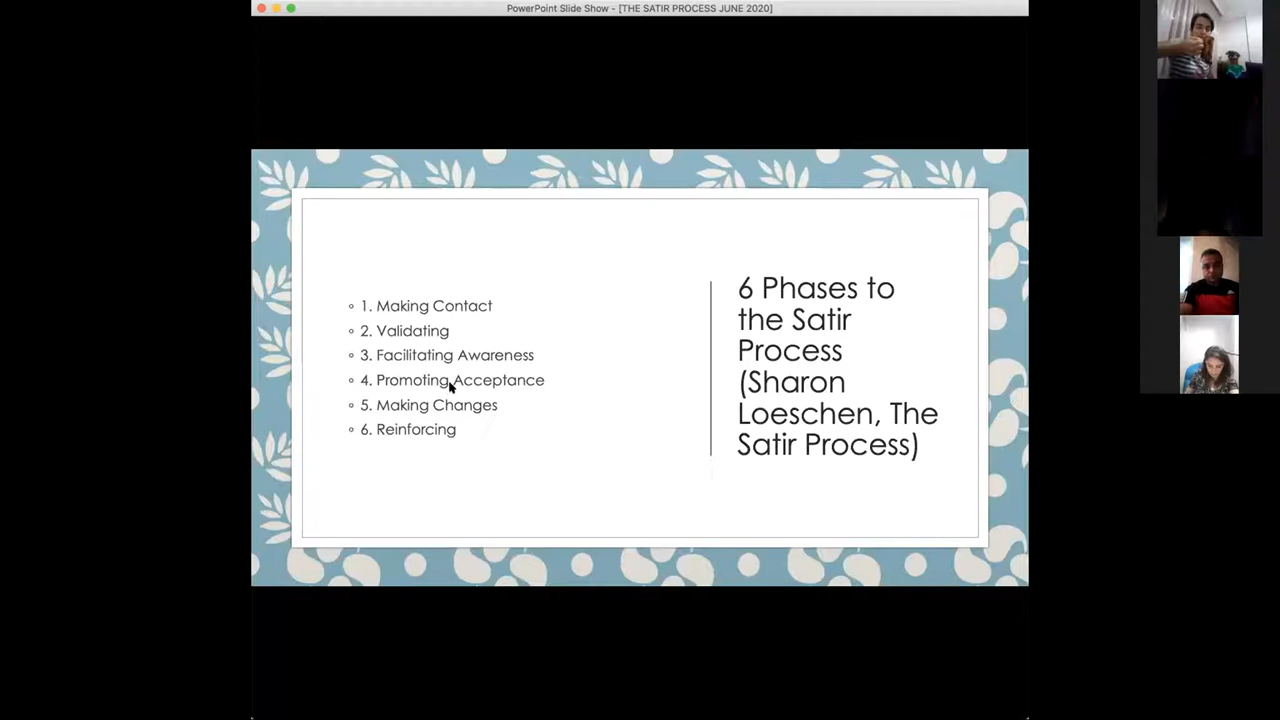 PowerPoint Slide Show - [THE SATIR PROCESS JUNE 2020]
1. Making Contact
2. Validating
3. Facilitating Awareness
4. Promoting Acceptance
5. Making Changes
6. Reinforcing
6 Phases to
the Satir
Process
(Sharon
Loeschen, The
Satir Process)